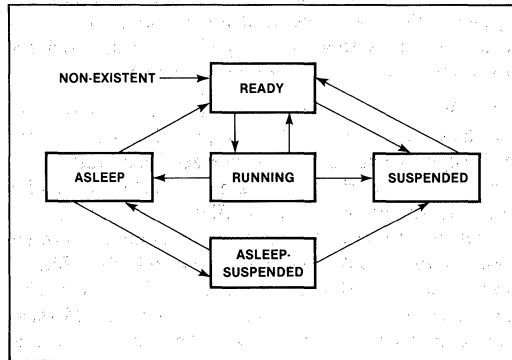 NON-EXISTENT
READY
ASLEEP
RUNNING
SUSPENDED
ASLEEP-
SUSPENDED